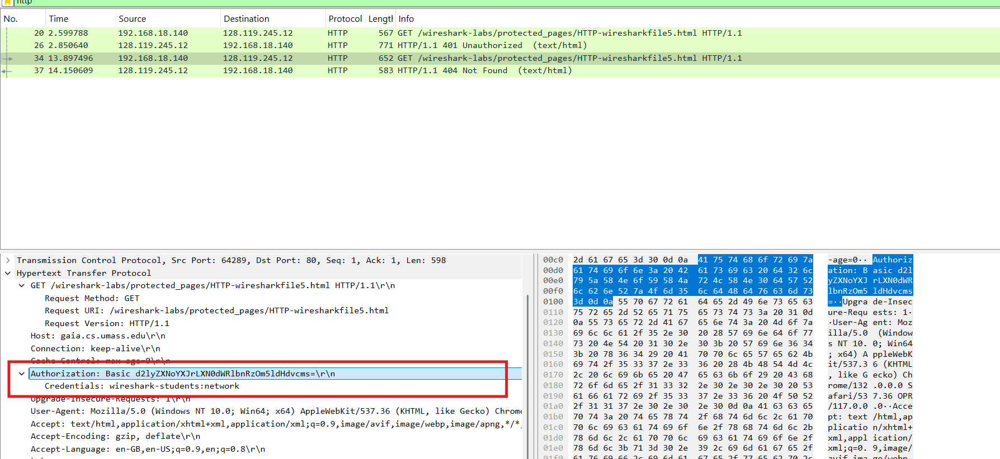 http
No. Time Source Destination Protocol Length Info
20 2.599788 192.168.18.140 128.119.245.12 HTTP 567 GET /wireshark-labs/protected_pages/HTTP-wiresharkfile5.html HTTP/1.1
26 2.850640 128.119.245.12 192.168.18.140 HTTP 771 HTTP/1.1 401 Unauthorized (text/html)
34 13.897496 192.168.18.140 128.119.245.12 HTTP 652 GET /wireshark-labs/protected_pages/HTTP-wiresharkfile5.html HTTP/1.1
37 14.150609 128.119.245.12 192.168.18.140 HTTP 583 HTTP/1.1 404 Not Found (text/html)
Transmission Control Protocol, Src Port: 64289, Dst Port: 80, Seq: 1, Ack: 1, Len: 598
Hypertext Transfer Protocol
GET /wireshark-labs/protected_pages/HTTP-wiresharkfile5.html HTTP/1.1\r\n
Request Method: GET
Request URI: /wireshark-labs/protected_pages/HTTP-wiresharkfile5.html
Request Version: HTTP/1.1
Host: gaia.cs.umass.edu\r\n
Connection: keep-alive\r\n
Cache-Control: max-age=0\r\n
Authorization: Basic d2lyZXNoYXJrLXN0dWRlbnRzOm5ldHdvcms=\r\n
Credentials: wireshark-students:network
Upgrade-Insecure-Requests: 1\r\n
User-Agent: Mozilla/5.0 (Windows NT 10.0; Win64; x64) AppleWebKit/537.36 (KHTML, like Gecko) Chrome
Accept: text/html,application/xhtml+xml,application/xml;q=0.9,image/avif,image/webp,image/apng,*/*,
Accept-Encoding: gzip, deflate\r\n
Accept-Language: en-GB,en-US;q=0.9,en;q=0.8\r\n
00c0 2d 61 67 65 3d 30 0d 0a 41 75 74 68 6f 72 69 7a -age=0·· Authoriz
00d0 61 74 69 6f 6e 3a 20 42 61 73 69 63 20 64 32 6c ation: B asic d2l
00e0 79 5a 58 4e 6f 59 58 4a 72 4c 58 4e 30 64 57 52 yZXNoYXJ rLXN0dWR
00f0 6c 62 6e 52 7a 4f 6d 35 6c 64 48 64 76 63 6d 73 lbnRzOm5 ldHdvcms
0100 3d 0d 0a 55 70 67 72 61 64 65 2d 49 6e 73 65 63 =··Upgra de-Insec
0110 75 72 65 2d 52 65 71 75 65 73 74 73 3a 20 31 0d ure-Requ ests: 1·
0120 0a 55 73 65 72 2d 41 67 65 6e 74 3a 20 4d 6f 7a ·User-Ag ent: Moz
0130 69 6c 6c 61 2f 35 2e 30 20 28 57 69 6e 64 6f 77 illa/5.0 (Window
0140 73 20 4e 54 20 31 30 2e 30 3b 20 57 69 6e 36 34 s NT 10. 0; Win64
0150 3b 20 78 36 34 29 20 41 70 70 6c 65 57 65 62 4b ; x64) A ppleWebK
0160 69 74 2f 35 33 37 2e 33 36 20 28 4b 48 54 4d 4c it/537.3 6 (KHTML
0170 2c 20 6c 69 6b 65 20 47 65 63 6b 6f 29 20 43 68 , like G ecko) Ch
0180 72 6f 6d 65 2f 31 33 32 2e 30 2e 30 2e 30 20 53 rome/132 .0.0.0 S
0190 61 66 61 72 69 2f 35 33 37 2e 33 36 20 4f 50 52 afari/53 7.36 OPR
01a0 2f 31 31 37 2e 30 2e 30 2e 30 0d 0a 41 63 63 65 /117.0.0 .0··Acce
01b0 70 74 3a 20 74 65 78 74 2f 68 74 6d 6c 2c 61 70 pt: text /html,ap
01c0 70 6c 69 63 61 74 69 6f 6e 2f 78 68 74 6d 6c 2b plicatio n/xhtml+
01d0 78 6d 6c 2c 61 70 70 6c 69 63 61 74 69 6f 6e 2f xml,appl ication/
01e0 78 6d 6c 3b 71 3d 30 2e 39 2c 69 6d 61 67 65 2f xml;q=0. 9,image/
01f0 61 76 69 66 2c 69 6d 61 67 65 2f 77 65 62 70 2c avif,ima ge/webp,